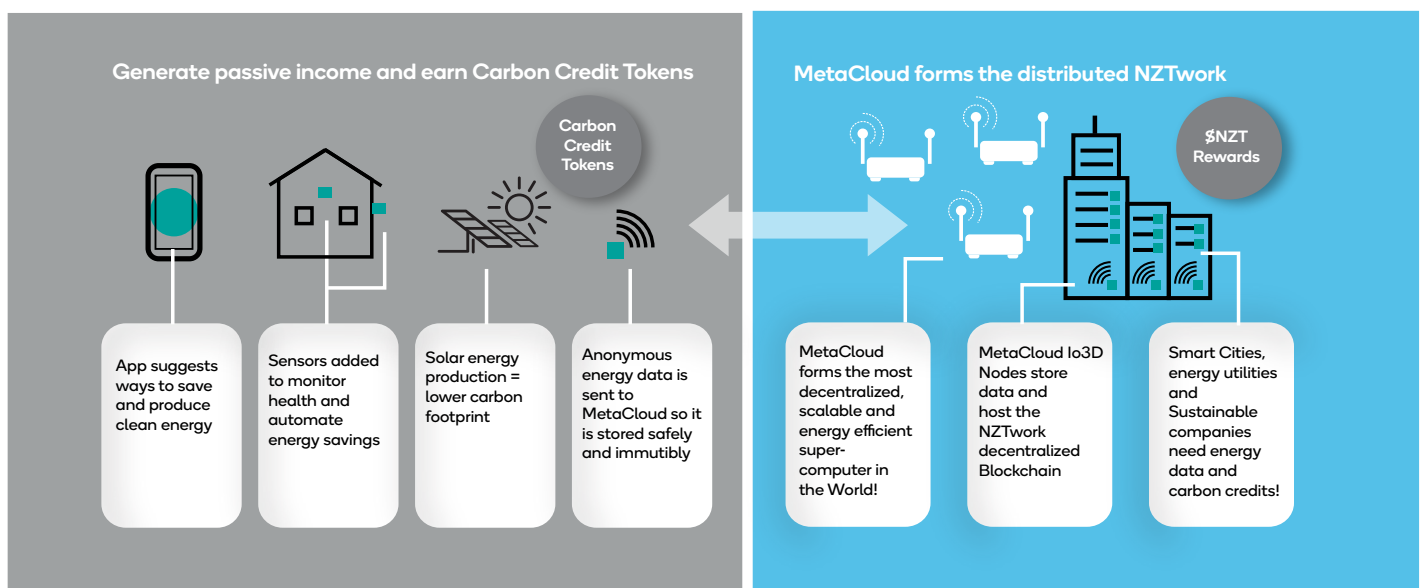 Generate passive income and earn Carbon Credit Tokens
Carbon
Credit
Tokens
App suggests
ways to save
and produce
clean energy
Sensors added
to monitor
health and
automate
energy savings
Solar energy
production =
lower carbon
footprint
Anonymous
energy data is
sent to
MetaCloud so it
is stored safely
and immutibly
MetaCloud forms the distributed NZTwork
$NZT
Rewards
MetaCloud
forms the most
decentralized,
scalable and
energy efficient
super-
computer in
the World!
MetaCloud Io3D
Nodes store
data and
host the
NZTwork
decentralized
Blockchain
Smart Cities,
energy utilities
and
Sustainable
companies
need energy
data and
carbon credits!